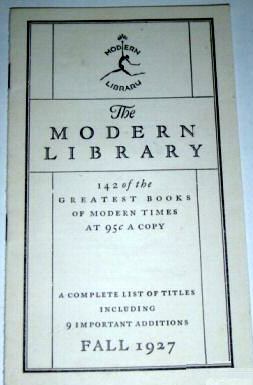 MODERN
LIBRARY
The
MODERN
LIBRARY
142 of the
GREATEST BOOKS
OF MODERN TIMES
AT 95c A COPY
A COMPLETE LIST OF TITLES
INCLUDING
9 IMPORTANT ADDITIONS
FALL 1927